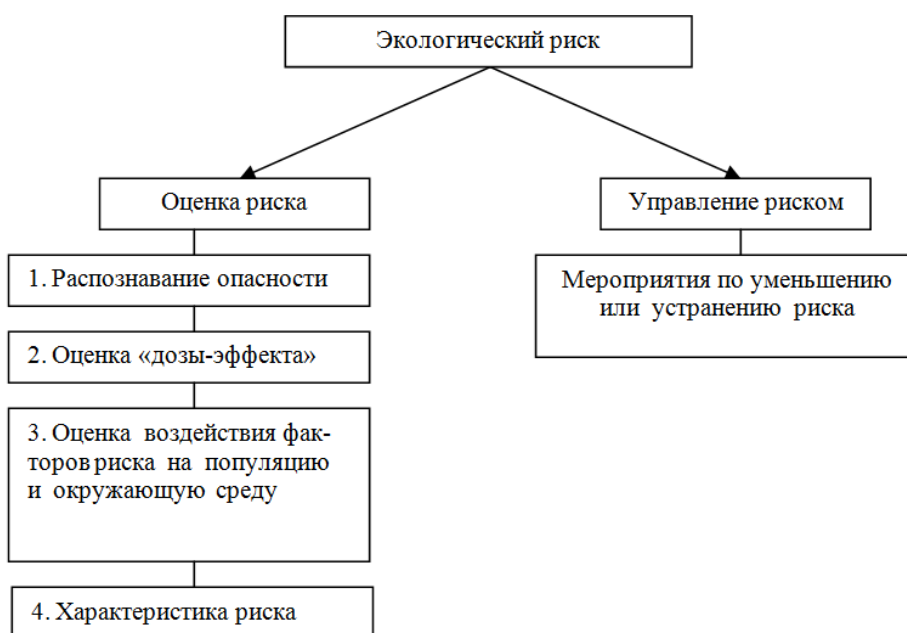 Экологический риск
Оценка риска
Управление риском
1. Распознавание опасности
2. Оценка «дозы-эффекта»
3. Оценка воздействия фак-
торов риска на популяцию
и окружающую среду
4. Характеристика риска
Мероприятия по уменьшению
или устранению риска